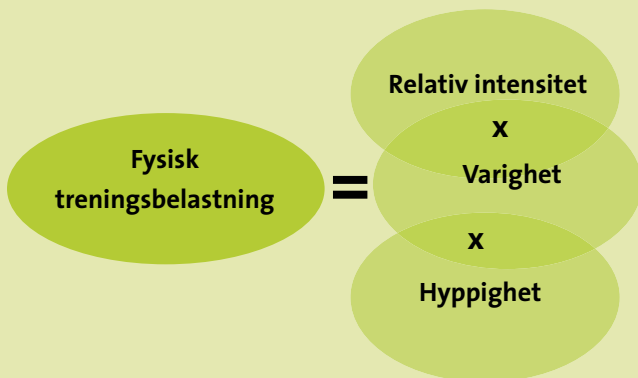 Fysisk
treningsbelastning
=
Relativ intensitet
x
Varighet
x
Hyppighet